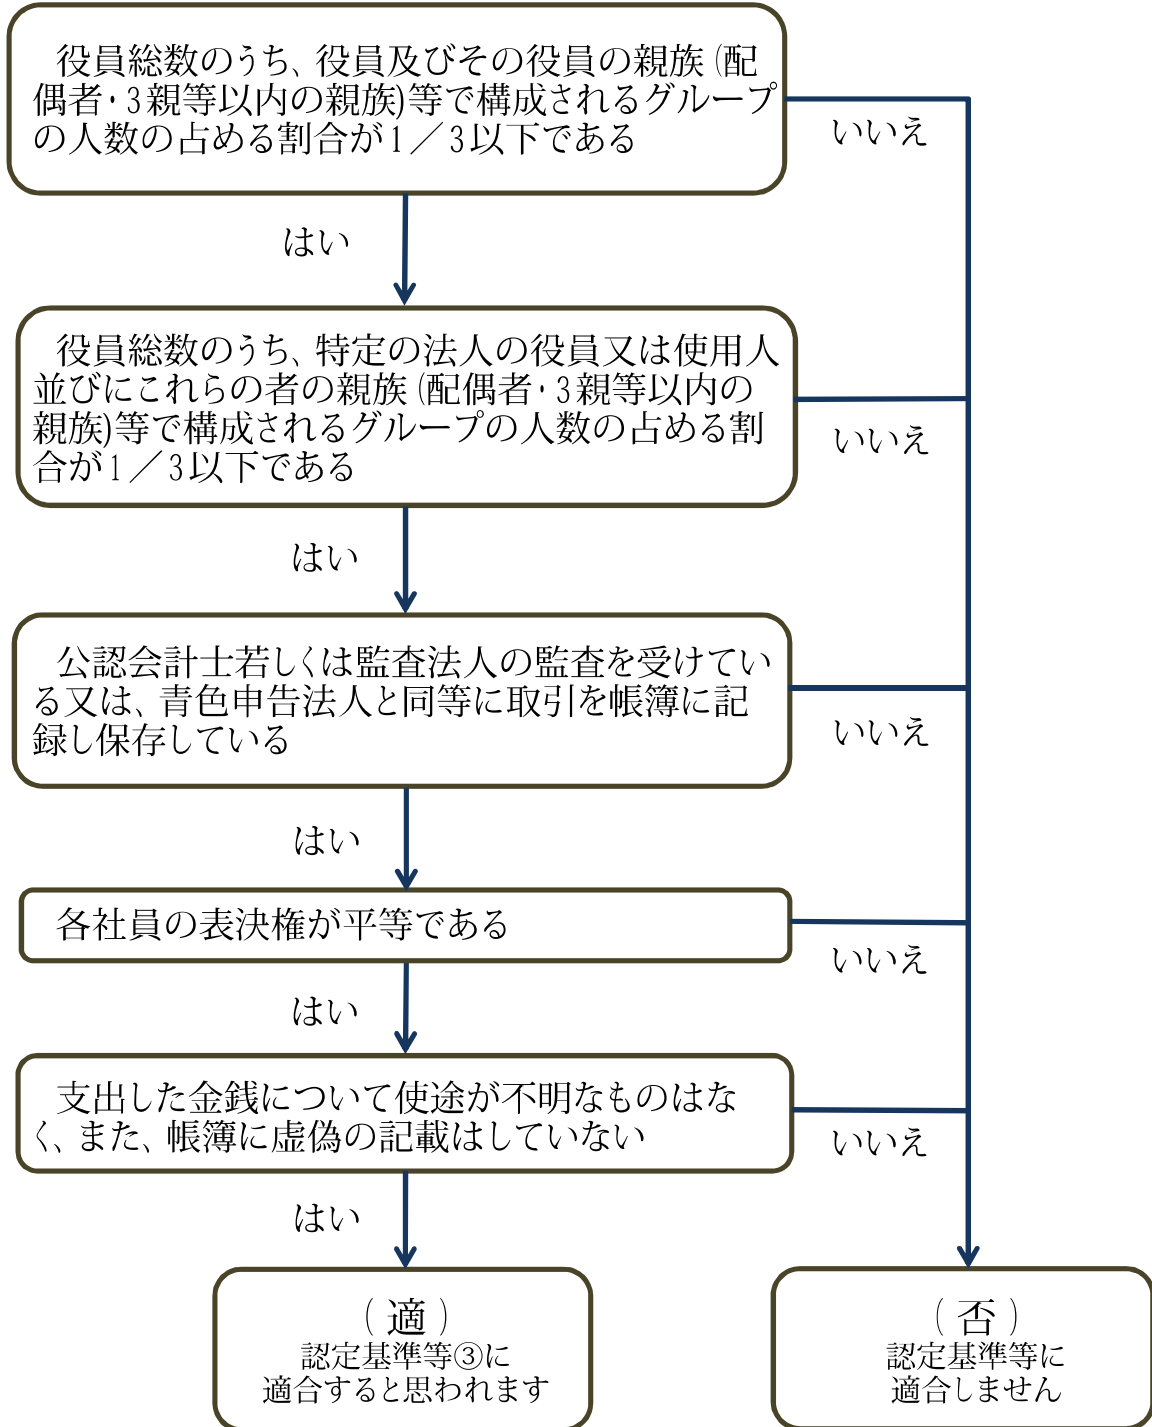 役員総数のうち、役員及びその役員の親族(配
偶者・3親等以内の親族)等で構成されるグループ
の人数の占める割合が1/3以下である
いいえ
はい
役員総数のうち、特定の法人の役員又は使用人
並びにこれらの者の親族(配偶者・3親等以内の
親族)等で構成されるグループの人数の占める割
合が1/3以下である
いいえ
はい
公認会計士若しくは監査法人の監査を受けてい
る又は、青色申告法人と同等に取引を帳簿に記
録し保存している
いいえ
はい
各社員の表決権が平等である
いいえ
はい
支出した金銭について使途が不明なものはな
く、また、帳簿に虚偽の記載はしていない
いいえ
はい
(適)
認定基準等③に
適合すると思われます
(否)
認定基準等に
適合しません